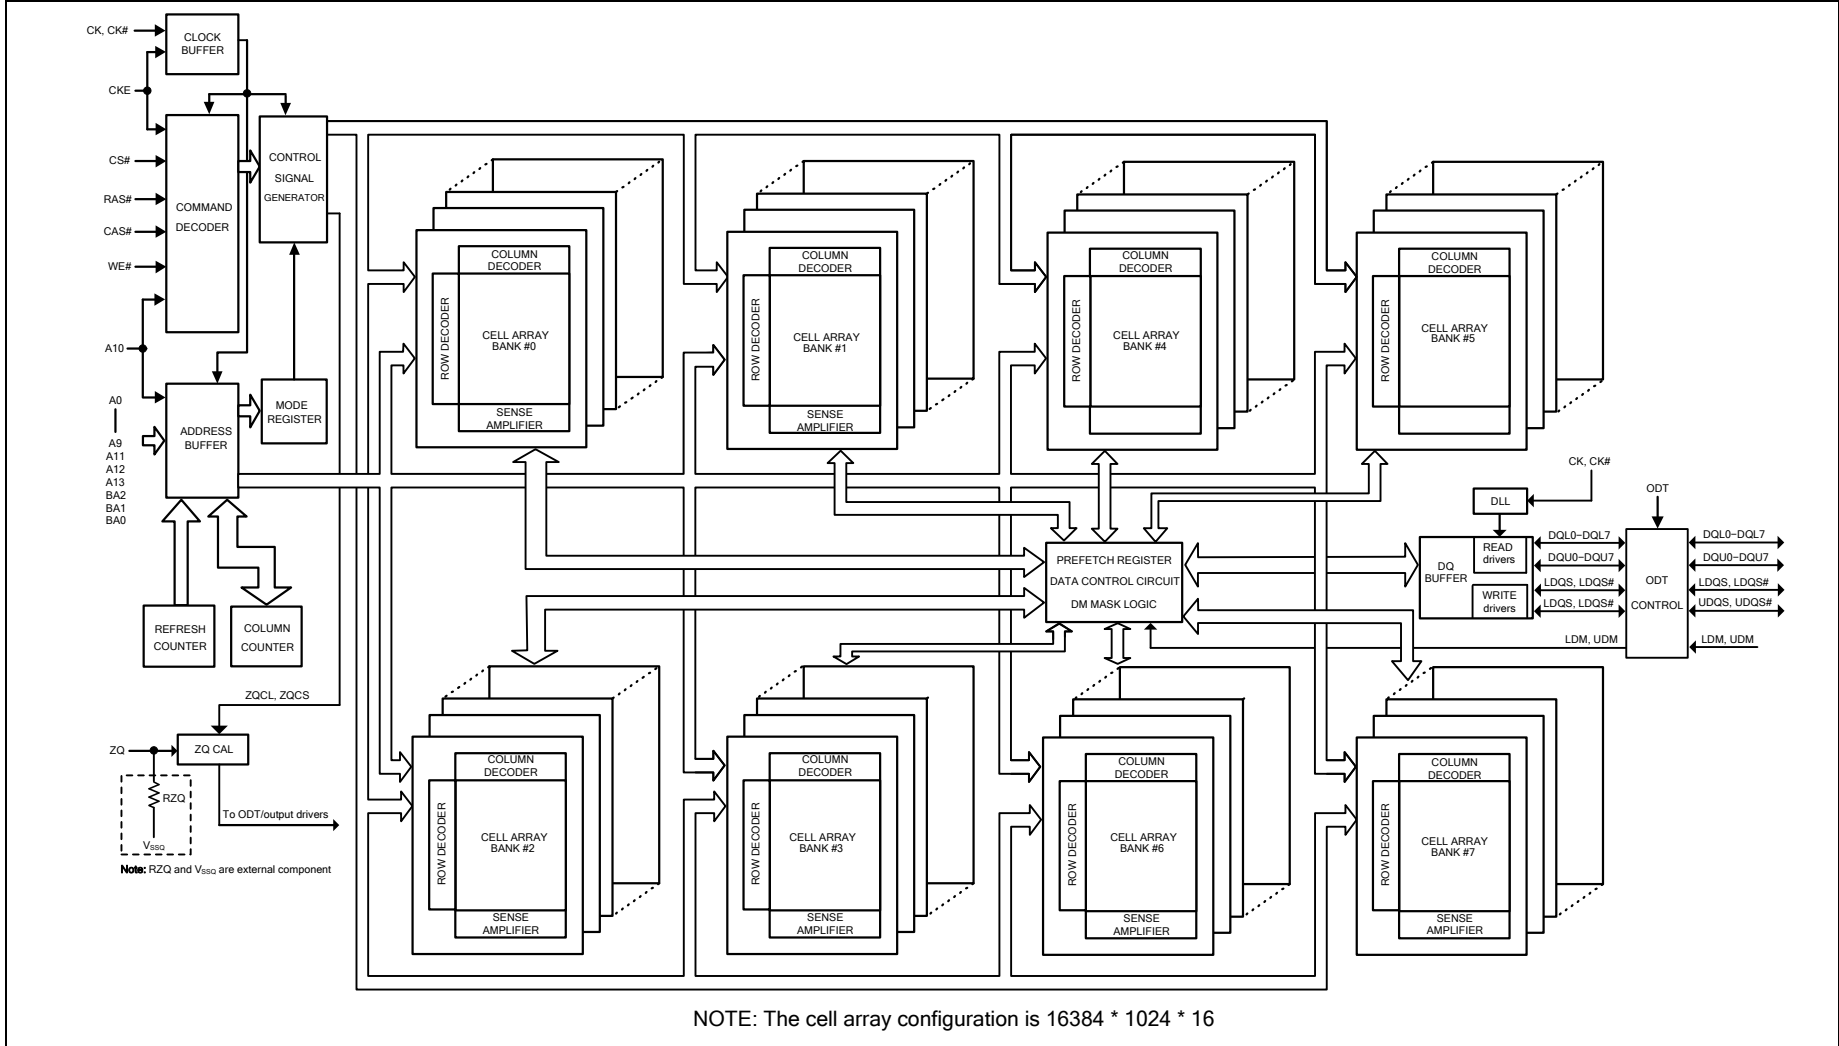 CK, CK#
CLOCK
BUFFER
CKE
CS#
RAS#
CAS#
WE#
COMMAND
DECODER
CONTROL
SIGNAL
GENERATOR
A10
A0
A9
A11
A12
A13
BA2
BA1
BA0
ADDRESS
BUFFER
MODE
REGISTER
REFRESH
COUNTER
COLUMN
COUNTER
ZQCL, ZQCS
ZQ
ZQ CAL
RZQ
VSSQ
To ODT/output drivers
Note: RZQ and VSSQ are external component
COLUMN
DECODER
ROW DECODER
CELL ARRAY
BANK #0
SENSE
AMPLIFIER
COLUMN
DECODER
ROW DECODER
CELL ARRAY
BANK #1
SENSE
AMPLIFIER
COLUMN
DECODER
ROW DECODER
CELL ARRAY
BANK #4
COLUMN
DECODER
ROW DECODER
CELL ARRAY
BANK #5
PREFETCH REGISTER
DATA CONTROL CIRCUIT
DM MASK LOGIC
CK, CK#
DLL
DQ
BUFFER
READ
drivers
WRITE
drivers
DQL0-DQL7
DQU0-DQU7
LDQS, LDQS#
LDQS, LDQS#
LDM, UDM
ODT
ODT
CONTROL
DQL0-DQL7
DQU0-DQU7
LDQS, LDQS#
UDQS, UDQS#
LDM, UDM
COLUMN
DECODER
ROW DECODER
CELL ARRAY
BANK #2
SENSE
AMPLIFIER
COLUMN
DECODER
ROW DECODER
CELL ARRAY
BANK #3
SENSE
AMPLIFIER
COLUMN
DECODER
ROW DECODER
CELL ARRAY
BANK #6
SENSE
AMPLIFIER
COLUMN
DECODER
ROW DECODER
CELL ARRAY
BANK #7
SENSE
AMPLIFIER
NOTE: The cell array configuration is 16384 * 1024 * 16